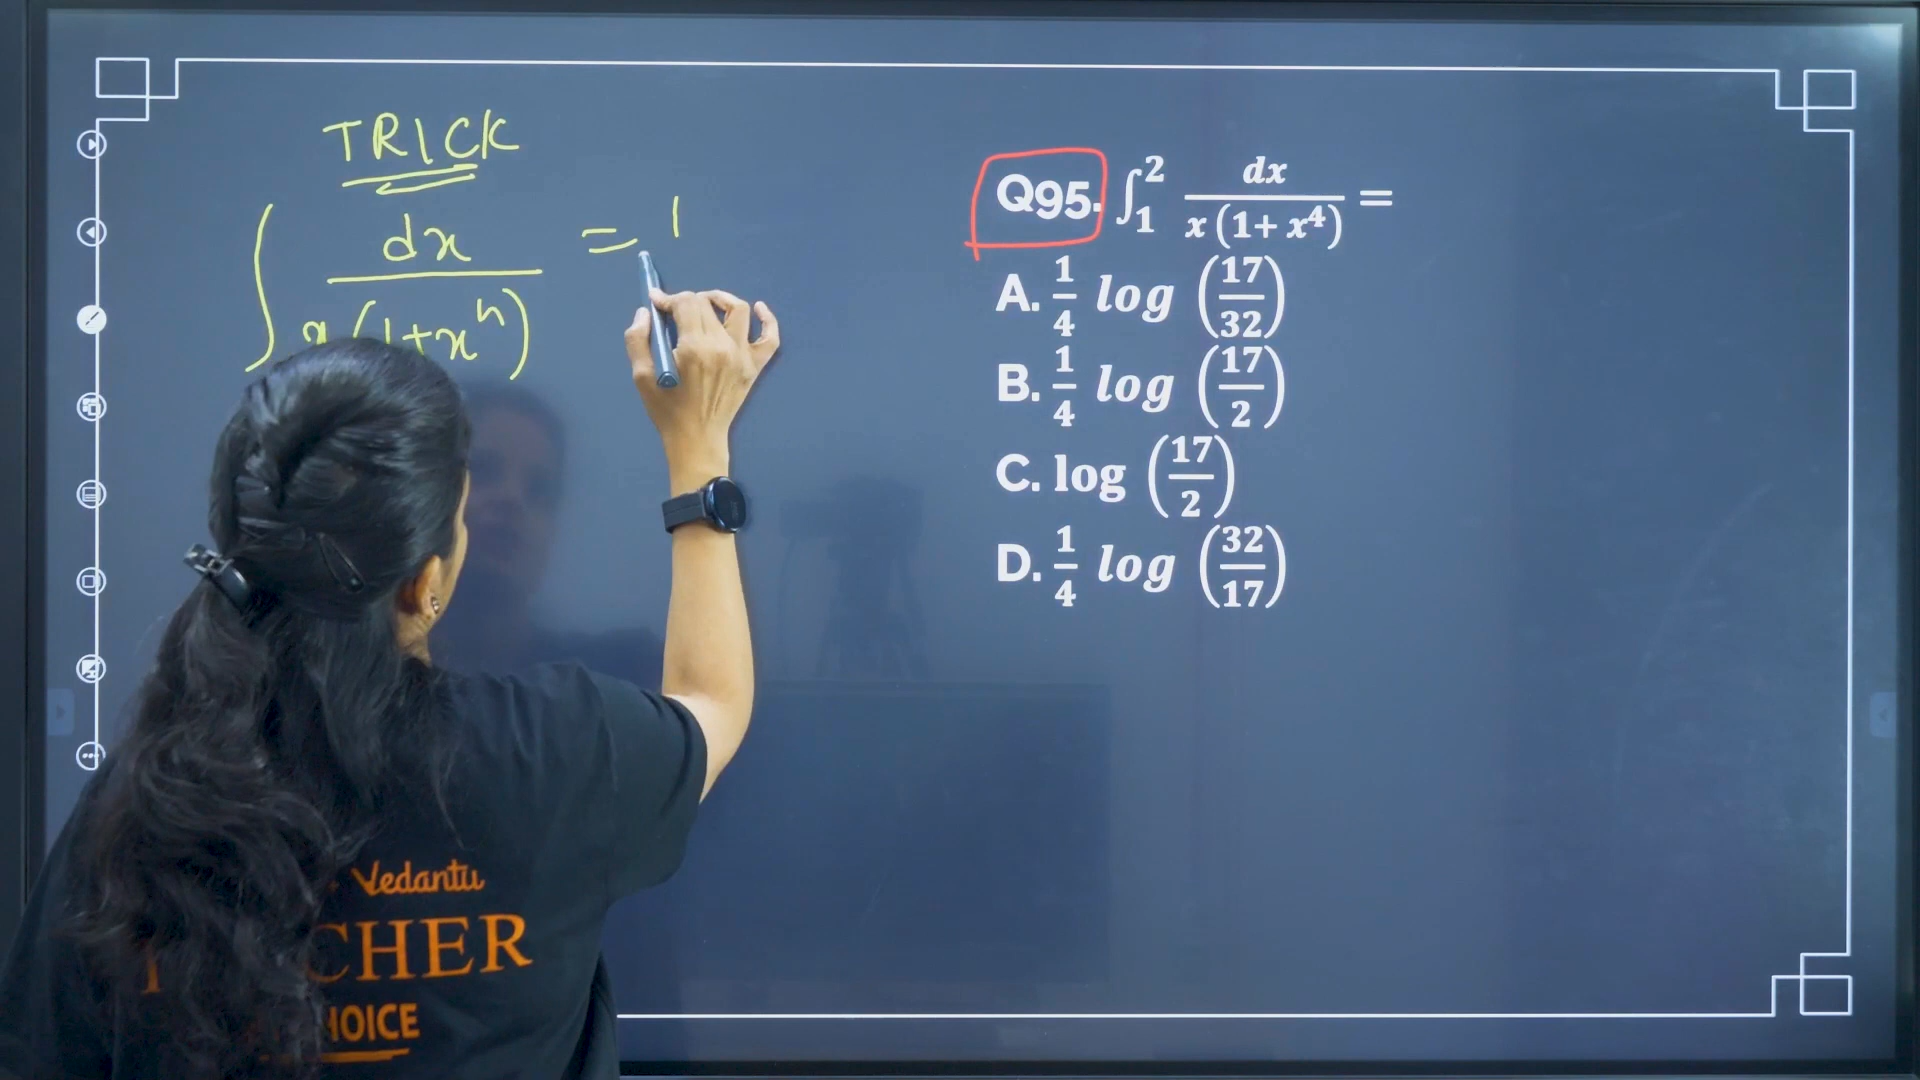 TRICK
∫ dx / x(1+xⁿ) = 1
Q95. ∫₁² dx / x (1+ x⁴) =
A. 1/4 log (17/32)
B. 1/4 log (17/2)
C. log (17/2)
D. 1/4 log (32/17)
Vedantu
CHER
HOICE